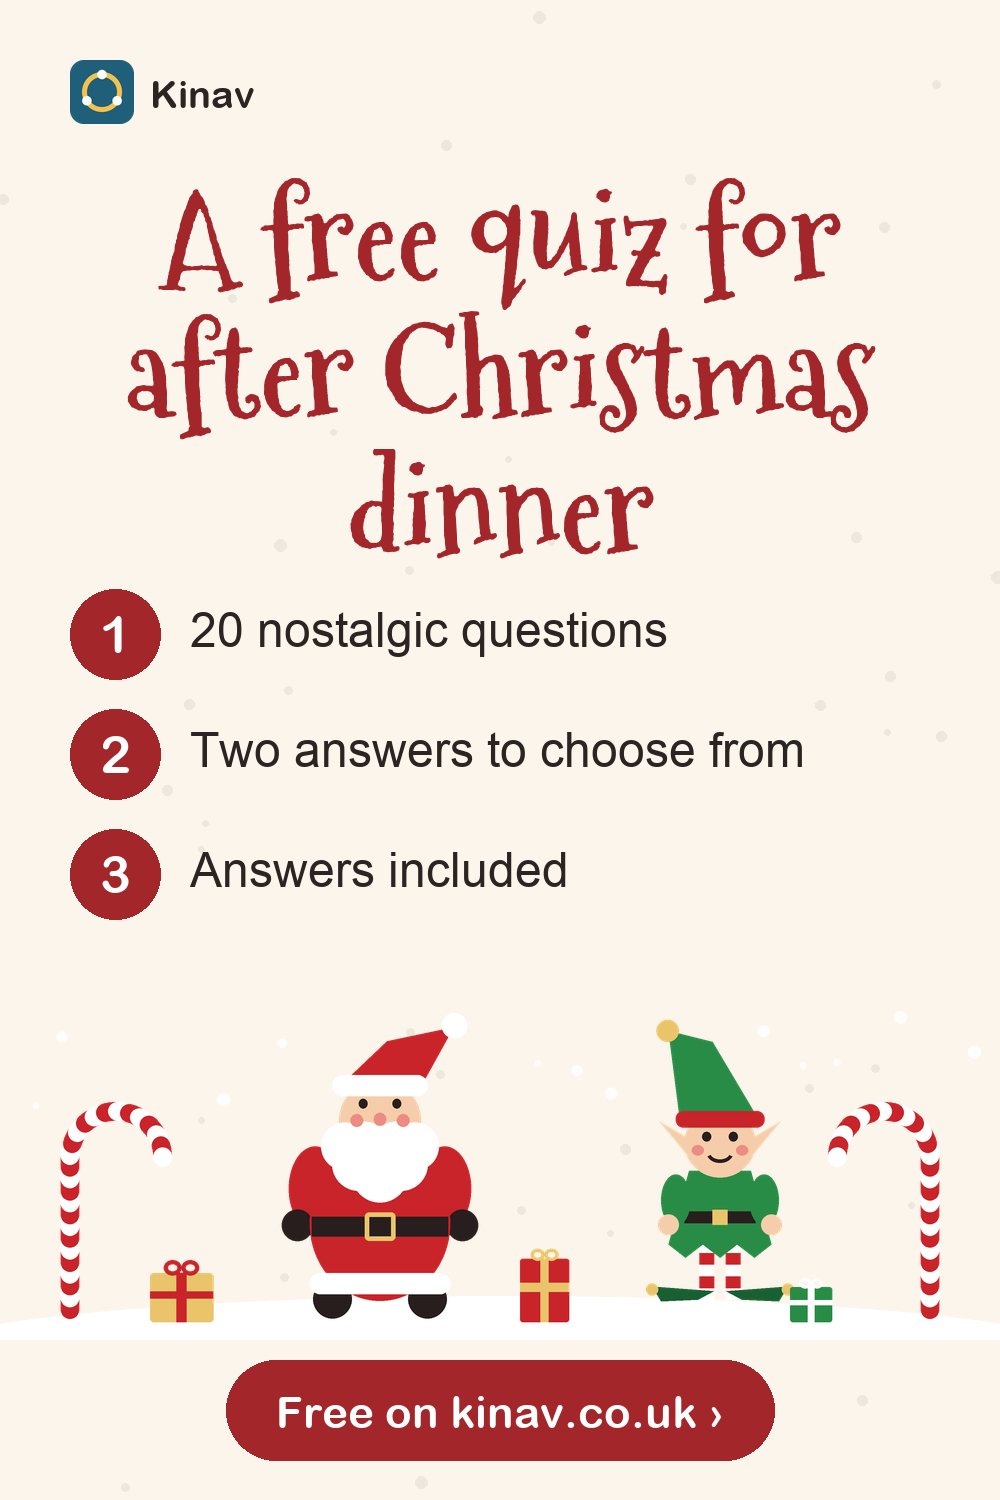 Kinav
A free quiz for
after Christmas
dinner
1 20 nostalgic questions
2 Two answers to choose from
3 Answers included
Free on kinav.co.uk ›